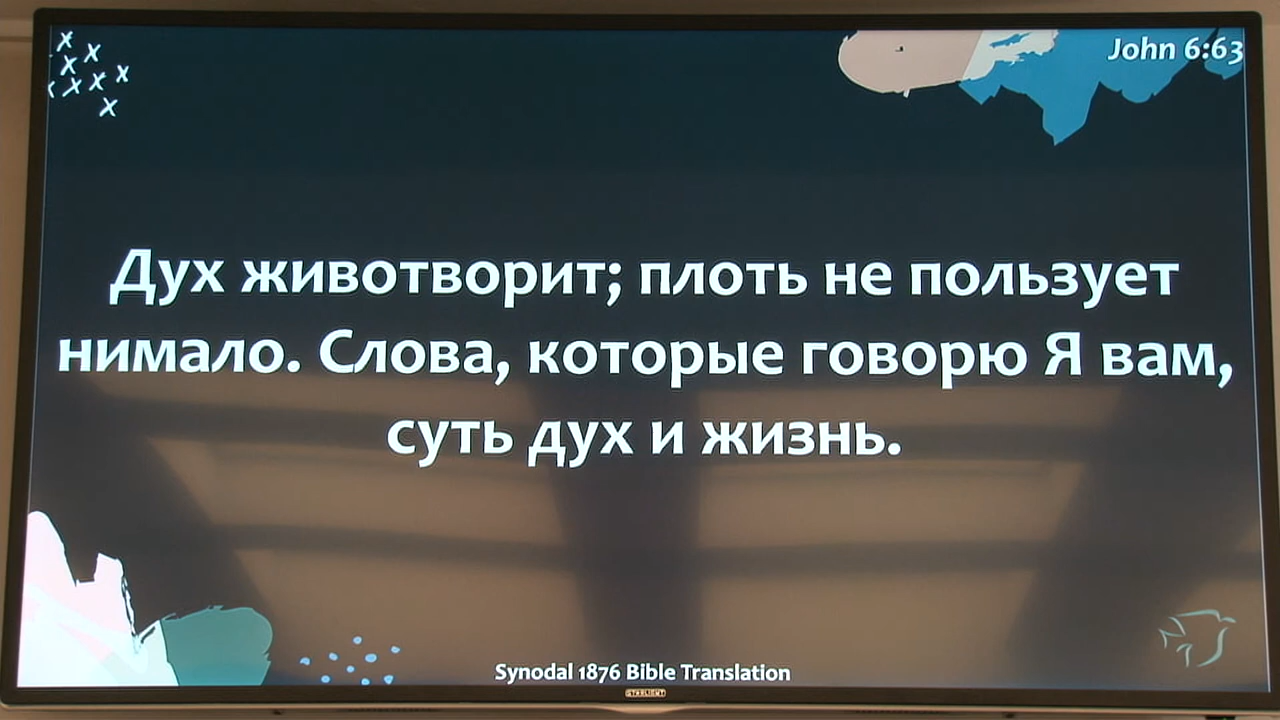 John 6:63
Дух животворит; плоть не пользует
нимало. Слова, которые говорю Я вам,
суть дух и жизнь.
Synodal 1876 Bible Translation
STARLIGHT